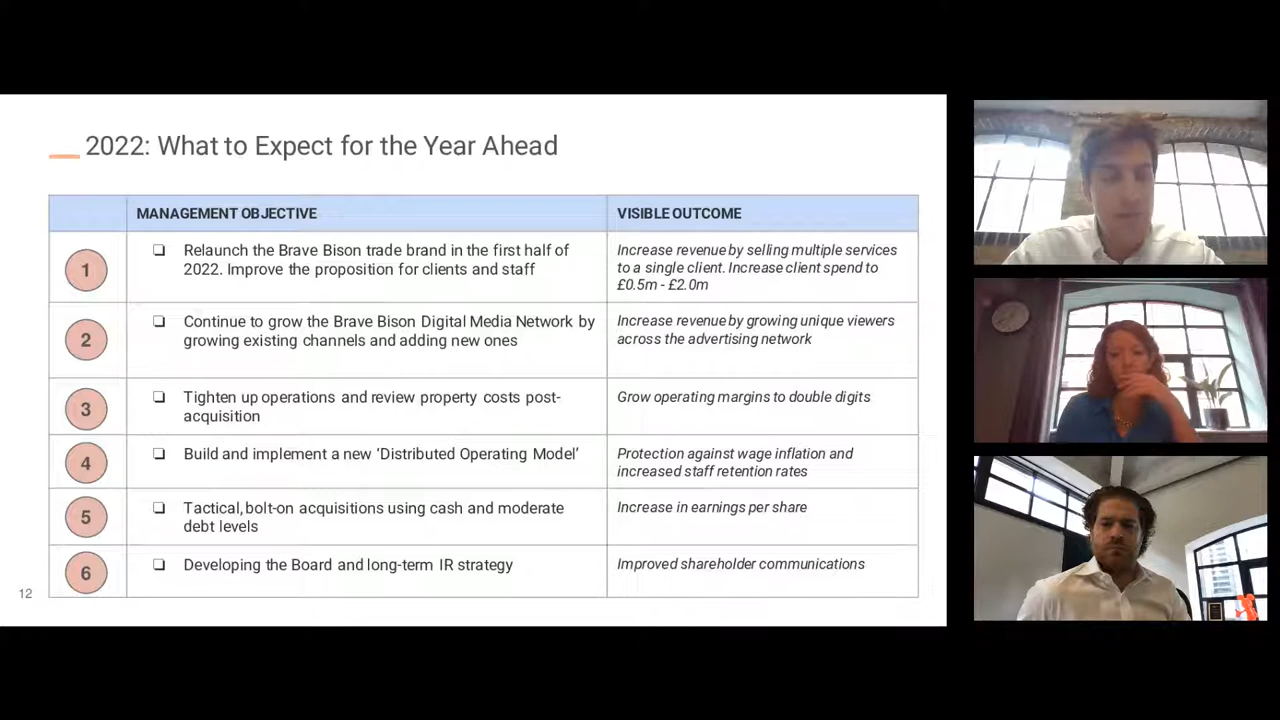 2022: What to Expect for the Year Ahead
MANAGEMENT OBJECTIVE
VISIBLE OUTCOME
1
Relaunch the Brave Bison trade brand in the first half of
2022. Improve the proposition for clients and staff
Increase revenue by selling multiple services
to a single client. Increase client spend to
£0.5m - £2.0m
2
Continue to grow the Brave Bison Digital Media Network by
growing existing channels and adding new ones
Increase revenue by growing unique viewers
across the advertising network
3
Tighten up operations and review property costs post-
acquisition
Grow operating margins to double digits
4
Build and implement a new ‘Distributed Operating Model’
Protection against wage inflation and
increased staff retention rates
5
Tactical, bolt-on acquisitions using cash and moderate
debt levels
Increase in earnings per share
6
Developing the Board and long-term IR strategy
Improved shareholder communications
12